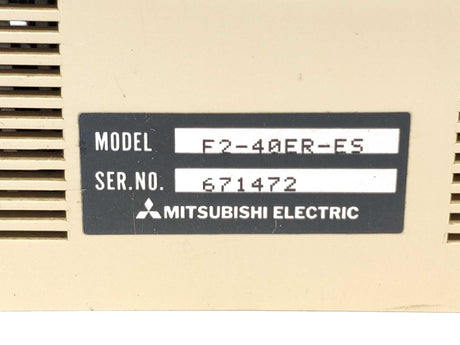 MODEL F2-40ER-ES
SER.NO. 671472
MITSUBISHI ELECTRIC